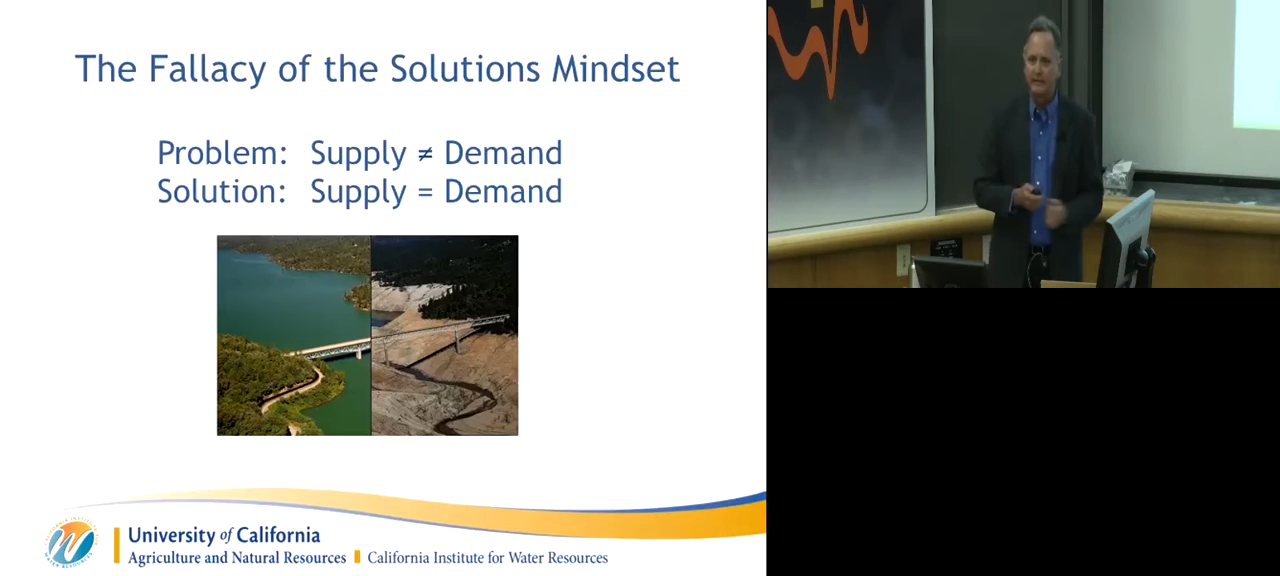 The Fallacy of the Solutions Mindset
Problem: Supply ≠ Demand
Solution: Supply = Demand
University of California
Agriculture and Natural Resources | California Institute for Water Resources